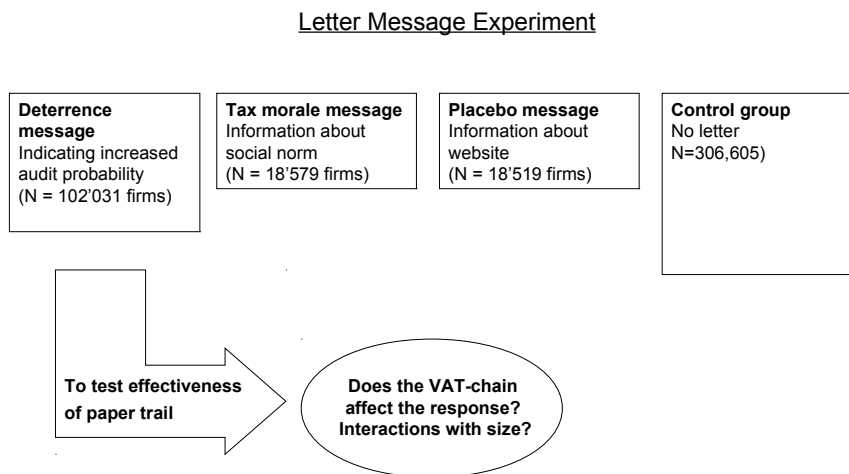 Letter Message Experiment
Deterrence
message
Indicating increased
audit probability
(N = 102'031 firms)
Tax morale message
Information about
social norm
(N = 18'579 firms)
Placebo message
Information about
website
(N = 18'519 firms)
Control group
No letter
N=306,605)
To test effectiveness
of paper trail
Does the VAT-chain
affect the response?
Interactions with size?